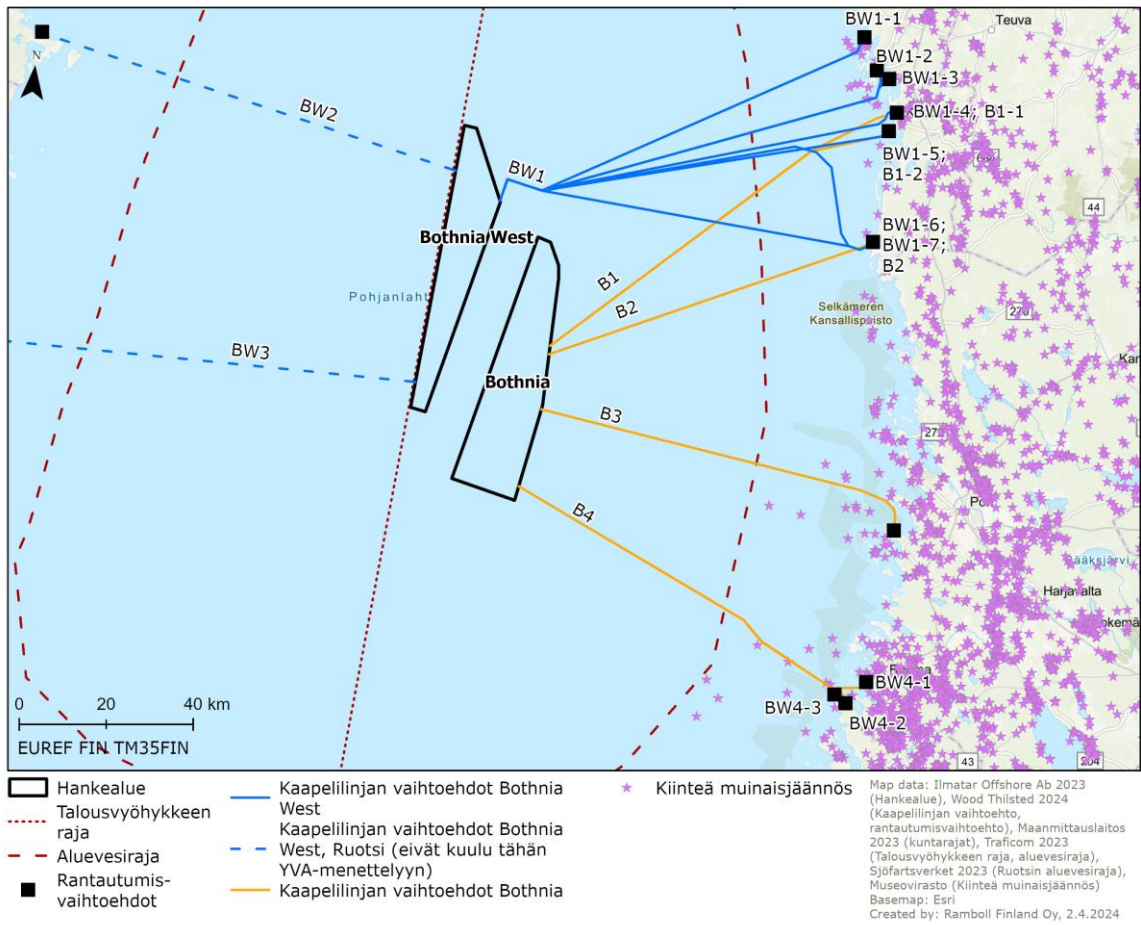 BW1-1
Teuva
BW1-2
N
BW1-3
BW2
BW1-4; B1-1
BW1-5;
B1-2
BW1
44
BW1-6;
BW1-7;
B2
Bothnia West
B1
Pohjanlaht
B2
Selkämeren
Kansallispuisto
270
BW3
Bothnia
B3
272
B4
Harjavalta
BW4-1
BW4-3
BW4-2
0 20 40 km
EUREF FIN TM35FIN
43
204
Hankealue
Talousvyöhykkeen
raja
Aluevesiraja
Rantautumis-
vaihtoehdot
Kaapelilinjan vaihtoehdot Bothnia
West
Kaapelilinjan vaihtoehdot Bothnia
West, Ruotsi (eivät kuulu tähän
YVA-menettelyyn)
Kaapelilinjan vaihtoehdot Bothnia
Kiinteä muinaisjäännös
Map data: Ilmatar Offshore Ab 2023
(Hankealue), Wood Thilsted 2024
(Kaapelilinjan vaihtoehto,
rantautumisvaihtoehto), Maanmittauslaitos
2023 (kuntarajat), Traficom 2023
(Talousvyöhykkeen raja, aluevesiraja),
Sjöfartsverket 2023 (Ruotsin aluevesiraja),
Museovirasto (Kiinteä muinaisjäännös)
Basemap: Esri
Created by: Ramboll Finland Oy, 2.4.2024